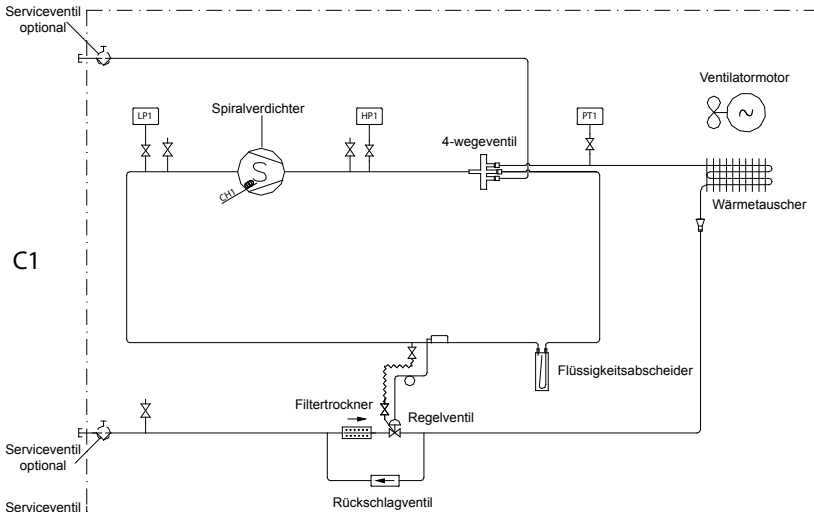 Serviceventil
optional
Ventilatormotor
Spiralverdichter
LP1
HP1
PT1
4-wegeventil
S
CH1
~
Wärmetauscher
C1
Flüssigkeitsabscheider
Filtertrockner
Regelventil
Serviceventil
optional
Rückschlagventil
Serviceventil